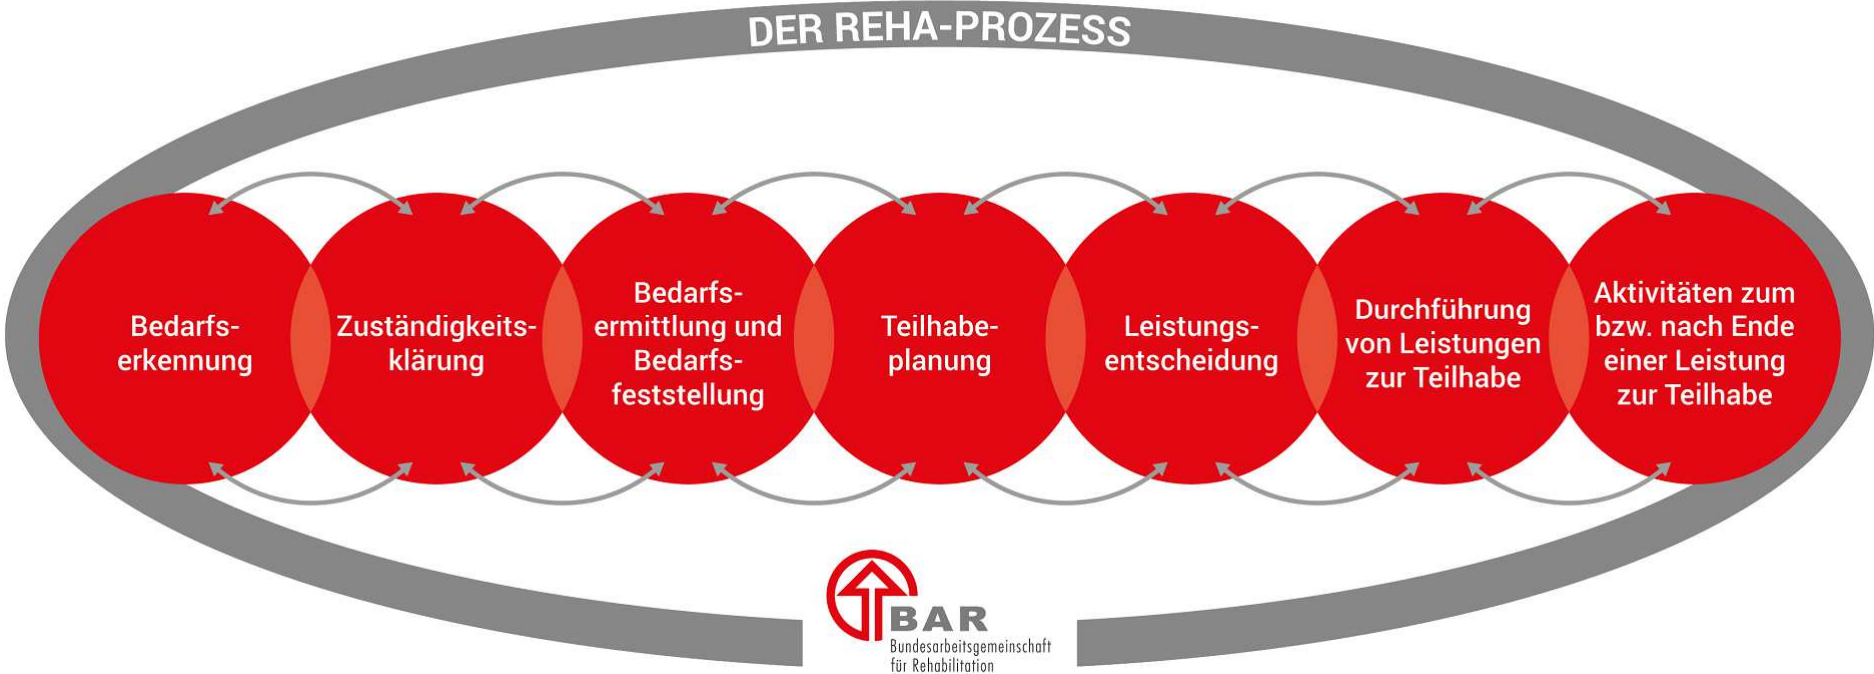 DER REHA-PROZESS
Bedarfs-
erkennung
Zuständigkeits-
klärung
Bedarfs-
ermittlung und
Bedarfs-
feststellung
Teilhabe-
planung
Leistungs-
entscheidung
Durchführung
von Leistungen
zur Teilhabe
Aktivitäten zum
bzw. nach Ende
einer Leistung
zur Teilhabe
BAR
Bundesarbeitsgemeinschaft
für Rehabilitation